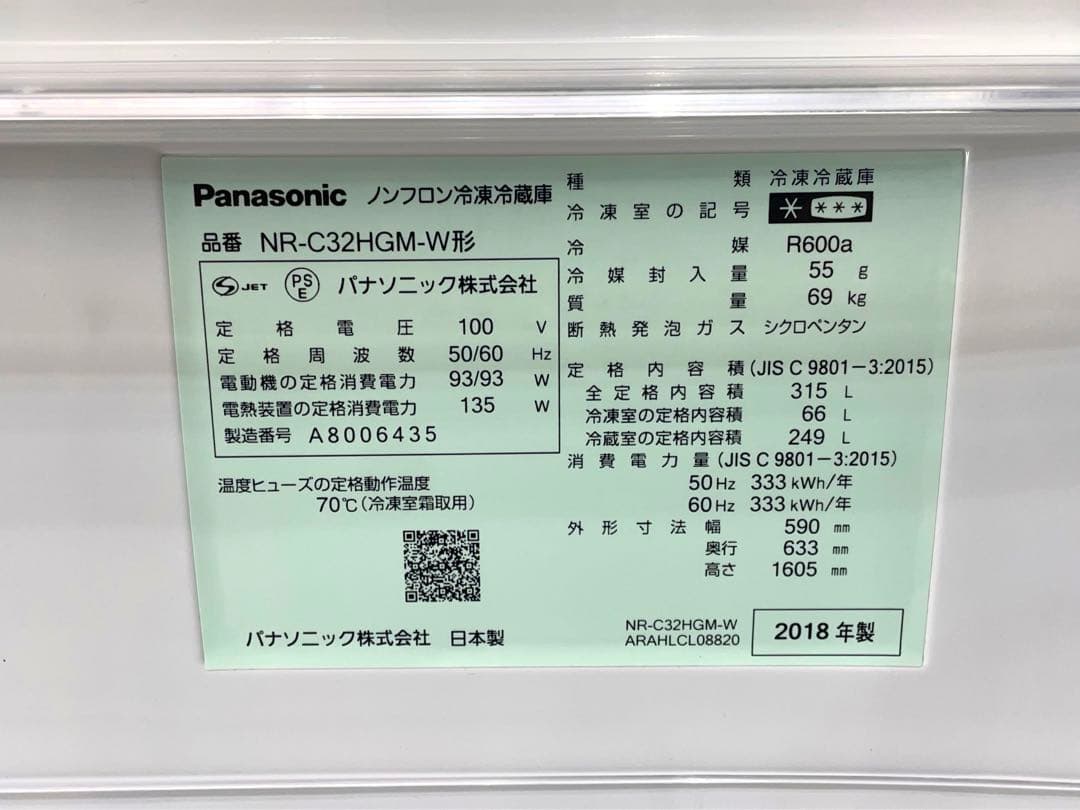 Panasonic ノンフロン冷凍冷蔵庫
品番 NR-C32HGM-W形
S JET PS E パナソニック株式会社
定格電圧 100 V
定格周波数 50/60 Hz
電動機の定格消費電力 93/93 W
電熱装置の定格消費電力 135 W
製造番号 A8006435
温度ヒューズの定格動作温度
70℃(冷凍室霜取用)
パナソニック株式会社 日本製
種類 冷凍冷蔵庫
冷凍室の記号 * ***
冷媒 R600a
冷媒封入量 55 g
質量 69 kg
断熱発泡ガス シクロペンタン
定格内容積(JIS C 9801-3:2015)
全定格内容積 315 L
冷凍室の定格内容積 66 L
冷蔵室の定格内容積 249 L
消費電力量(JIS C 9801-3:2015)
50Hz 333 kWh/年
60Hz 333 kWh/年
外形寸法幅 590 mm
奥行 633 mm
高さ 1605 mm
NR-C32HGM-W
ARAHLCL08820
2018年製